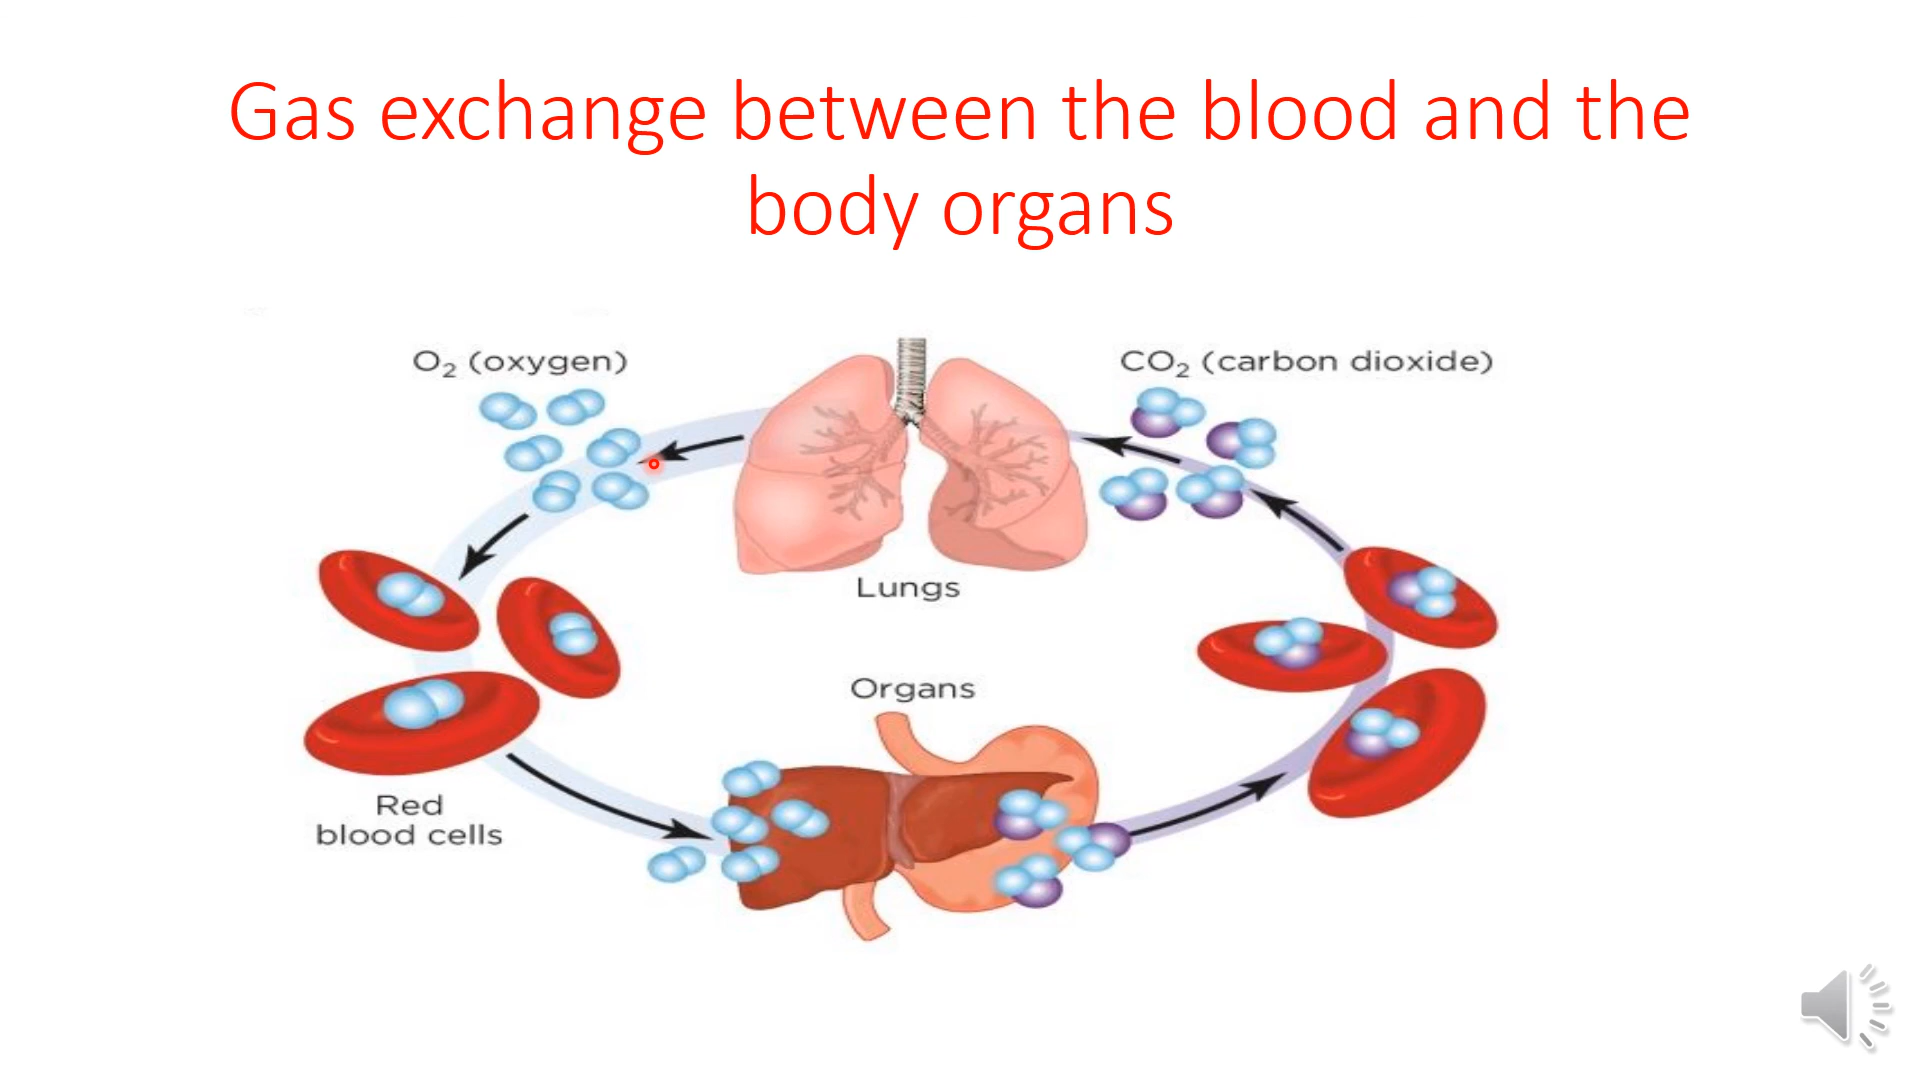 Gas exchange between the blood and the
body organs
O₂ (oxygen)
CO₂ (carbon dioxide)
Lungs
Organs
Red
blood cells